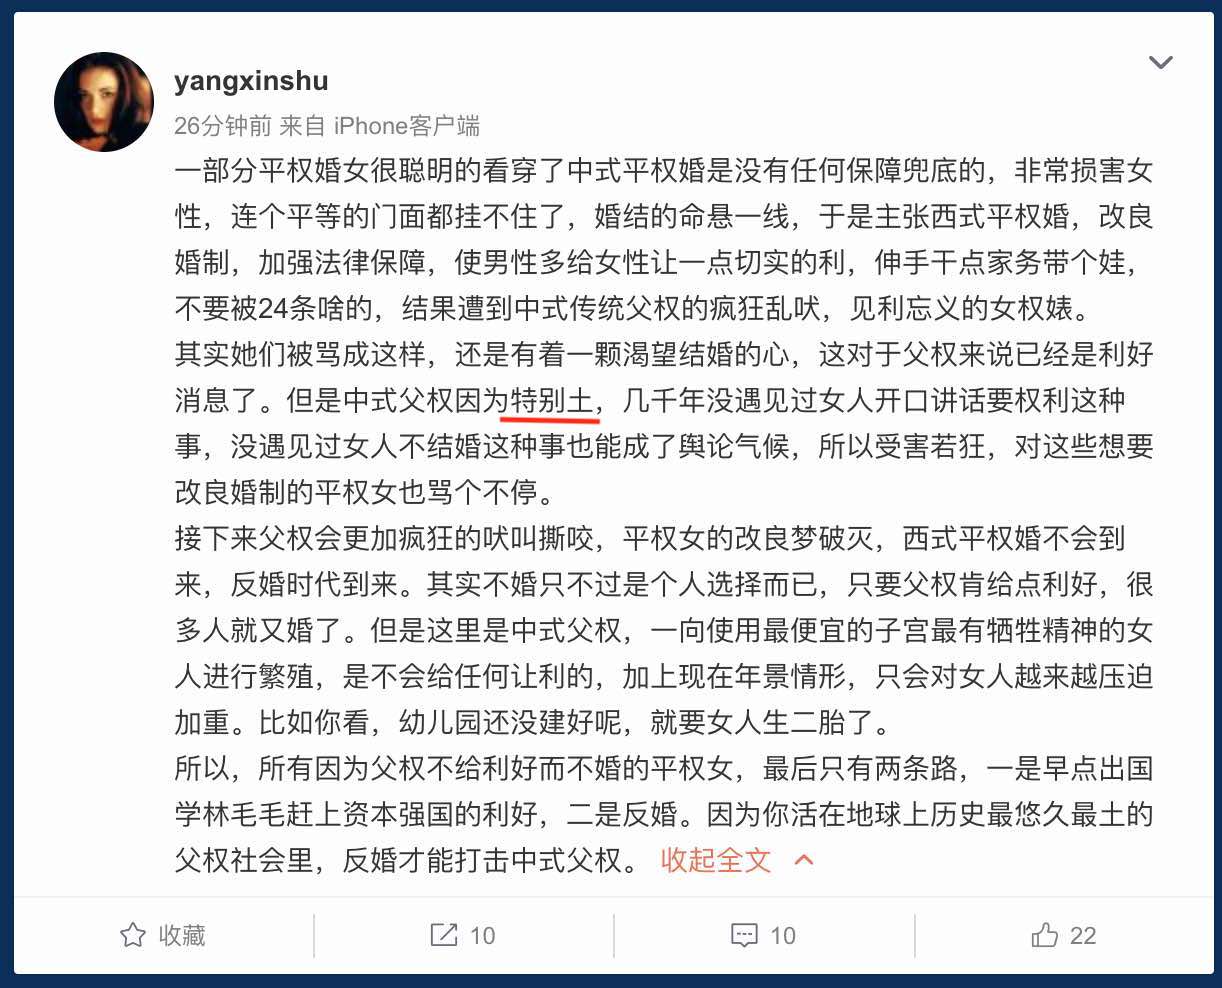 yangxinshu
26分钟前 来自 iPhone客户端
一部分平权婚女很聪明的看穿了中式平权婚是没有任何保障兜底的，非常损害女
性，连个平等的门面都挂不住了，婚结的命悬一线，于是主张西式平权婚，改良
婚制，加强法律保障，使男性多给女性让一点切实的利，伸手干点家务带个娃，
不要被24条啥的，结果遭到中式传统父权的疯狂乱吠，见利忘义的女权婊。
其实她们被骂成这样，还是有着一颗渴望结婚的心，这对于父权来说已经是利好
消息了。但是中式父权因为特别土，几千年没遇见过女人开口讲话要权利这种
事，没遇见过女人不结婚这种事也能成了舆论气候，所以受害若狂，对这些想要
改良婚制的平权女也骂个不停。
接下来父权会更加疯狂的吠叫撕咬，平权女的改良梦破灭，西式平权婚不会到
来，反婚时代到来。其实不婚只不过是个人选择而已，只要父权肯给点利好，很
多人就又婚了。但是这里是中式父权，一向使用最便宜的子宫最有牺牲精神的女
人进行繁殖，是不会给任何让利的，加上现在年景情形，只会对女人越来越压迫
加重。比如你看，幼儿园还没建好呢，就要女人生二胎了。
所以，所有因为父权不给利好而不婚的平权女，最后只有两条路，一是早点出国
学林毛毛赶上资本强国的利好，二是反婚。因为你活在地球上历史最悠久最土的
父权社会里，反婚才能打击中式父权。 收起全文
收藏 10 10 22